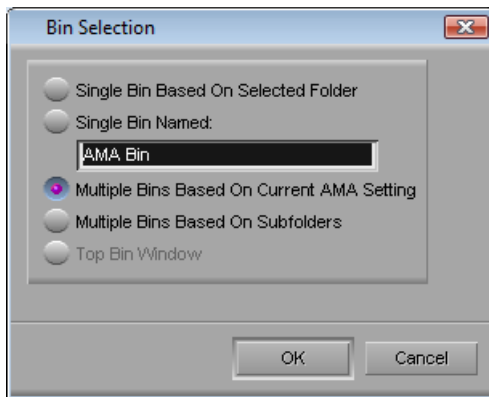 Bin Selection
Single Bin Based On Selected Folder
Single Bin Named:
AMA Bin
Multiple Bins Based On Current AMA Setting
Multiple Bins Based On Subfolders
Top Bin Window
OK
Cancel